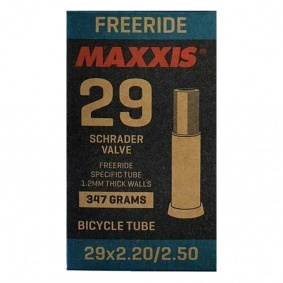 FREERIDE
MAXXIS®
29
SCHRADER
VALVE
FREERIDE
SPECIFIC TUBE
1.2MM THICK WALLS
347 GRAMS
BICYCLE TUBE
29x2.20/2.50